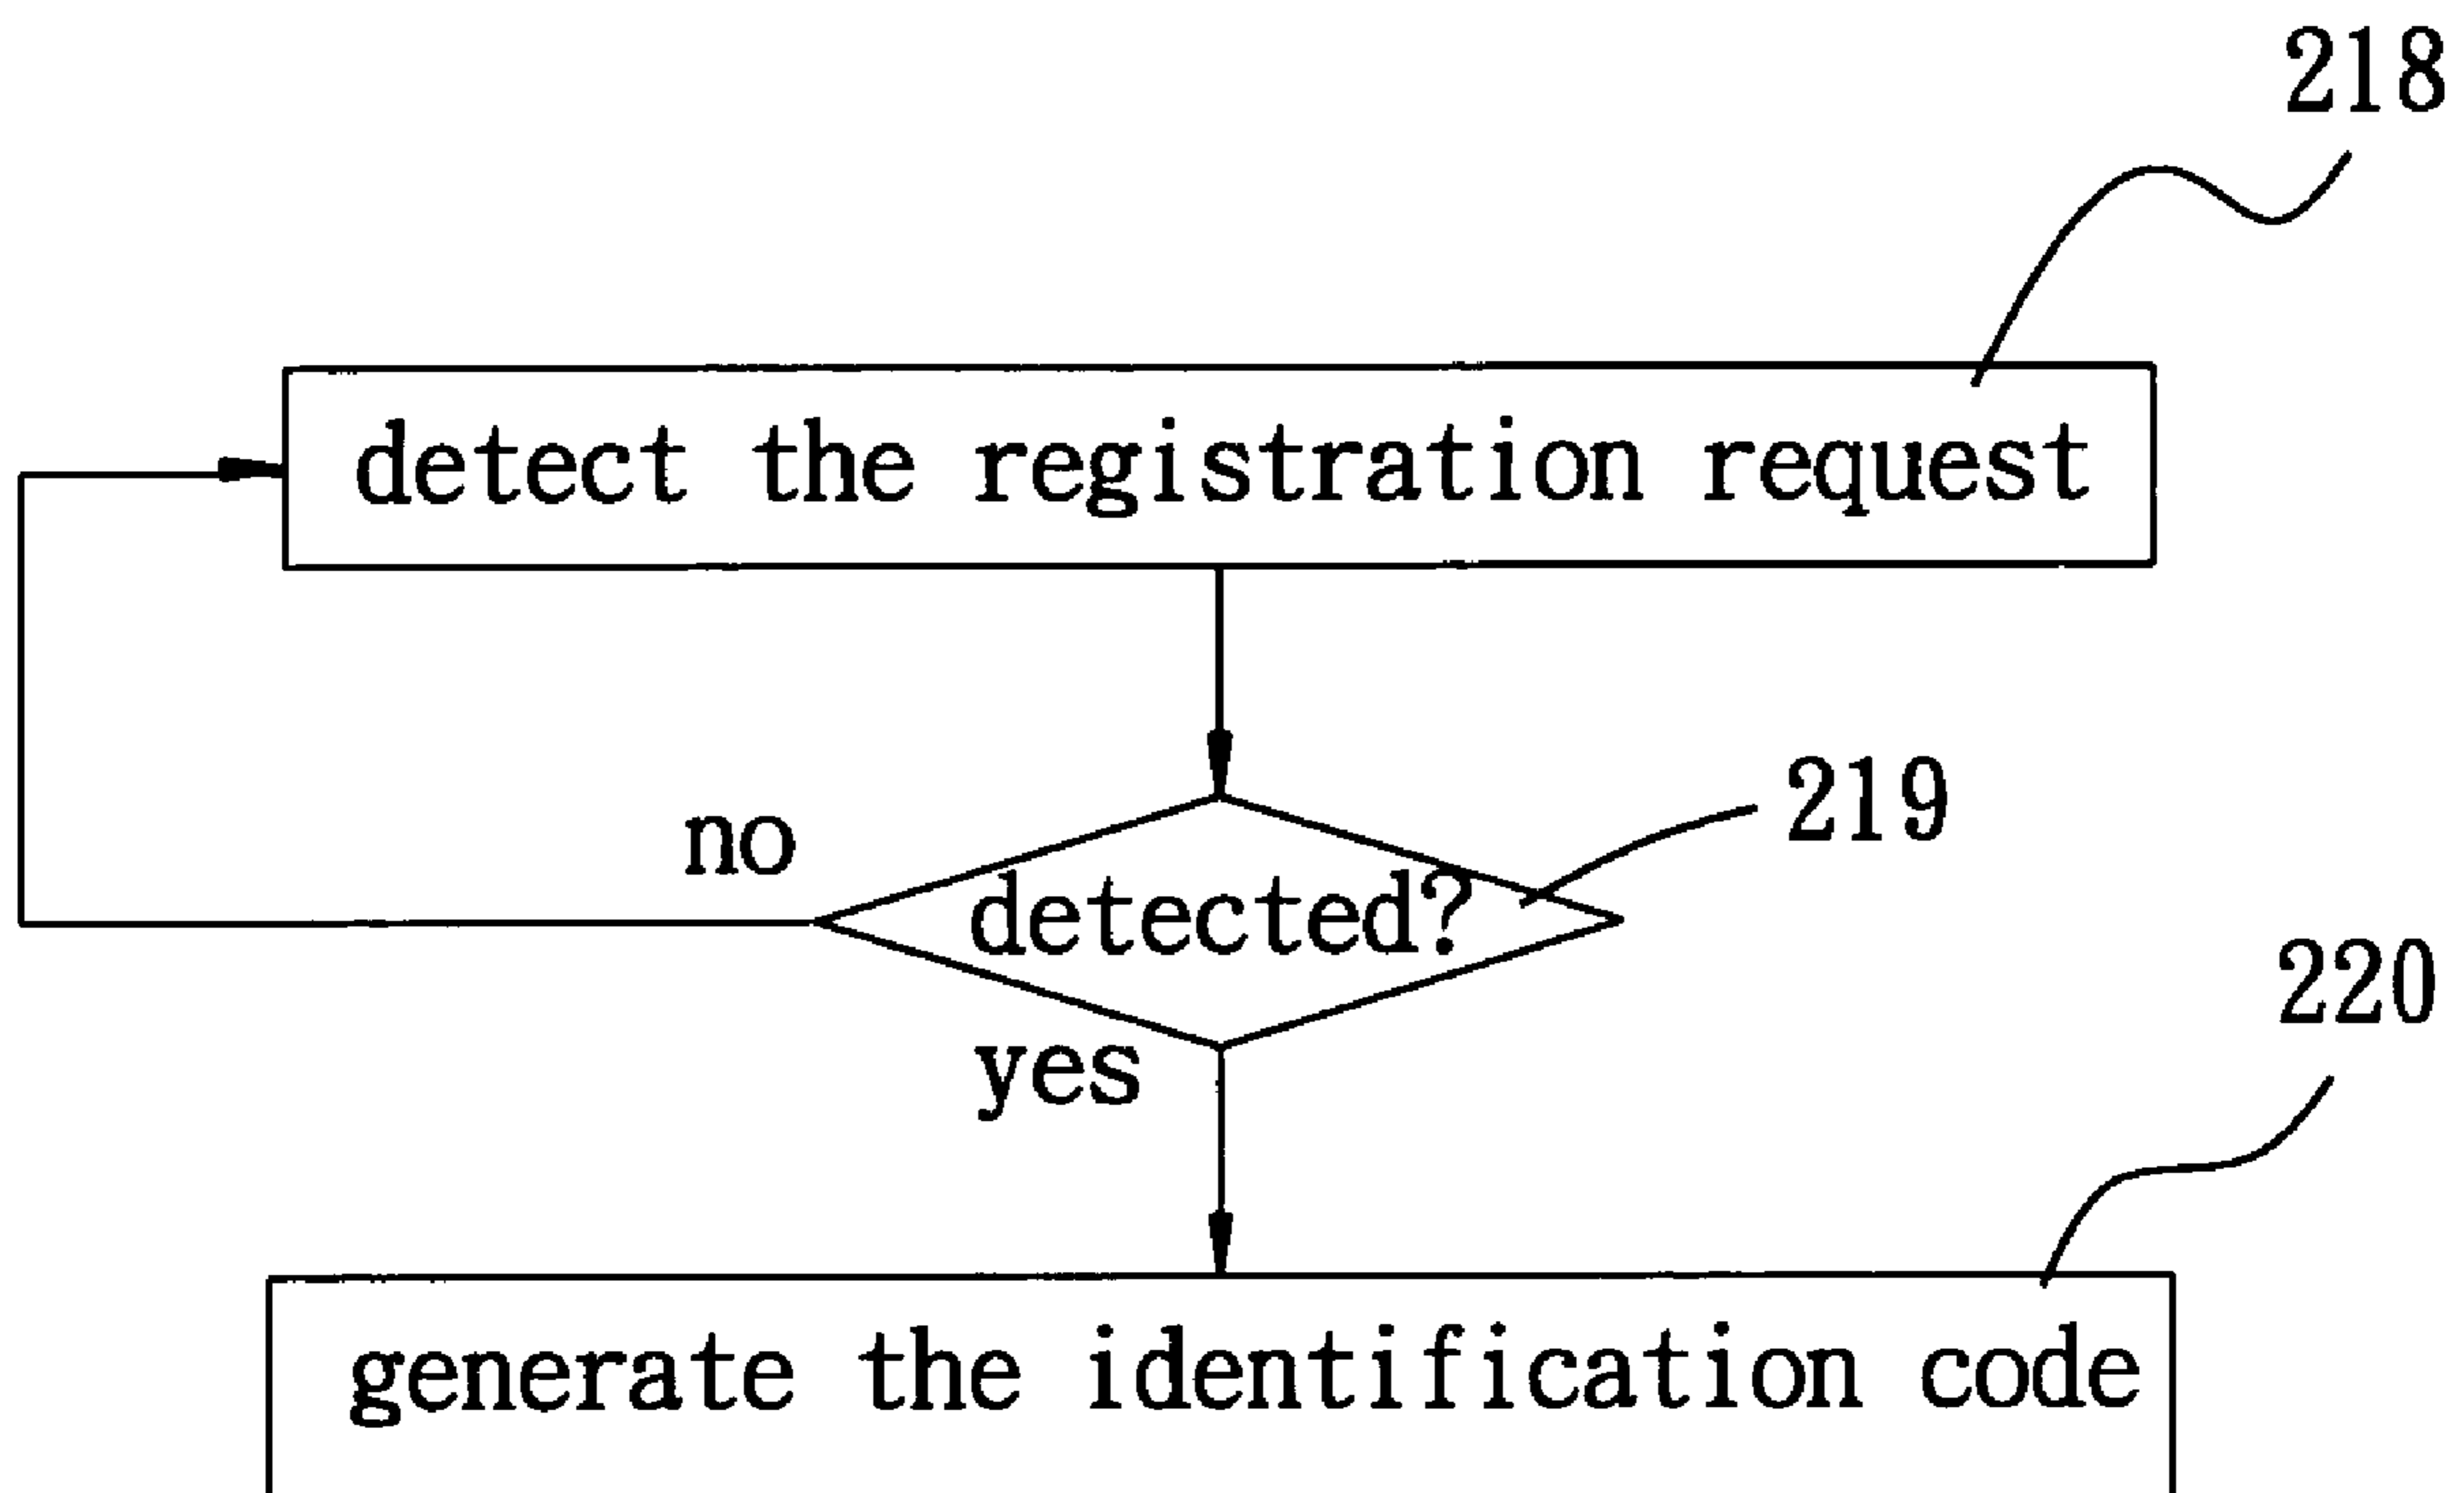 218
detect the registration request
no
219
detected?
220
yes
generate the identification code